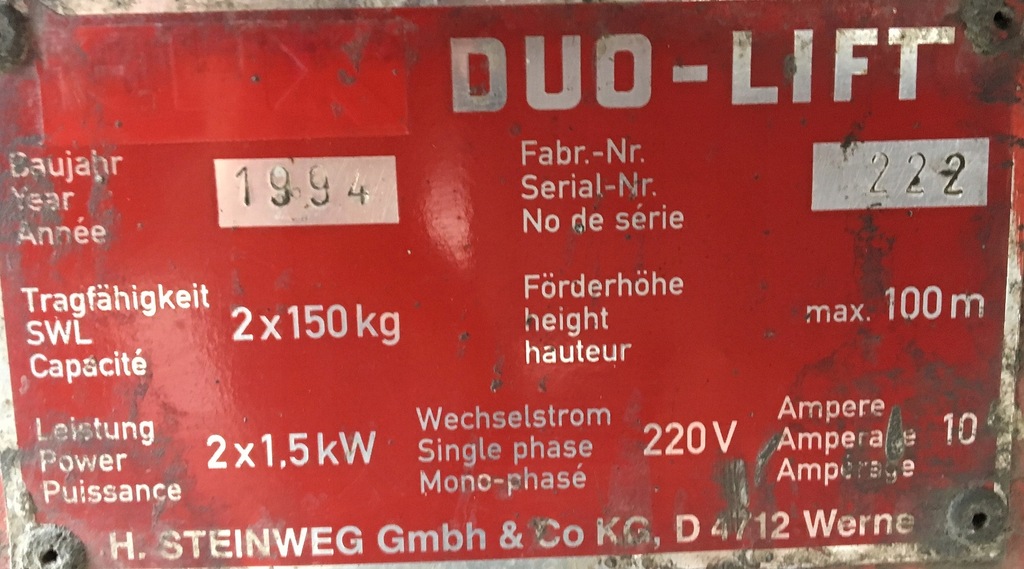 DUO-LIFT
Baujahr
Year
Année
1994
Fabr.-Nr.
Serial-Nr.
No de série
222
Tragfähigkeit
SWL
Capacité
2x150kg
Förderhöhe
height
hauteur
max. 100m
Leistung
Power
Puissance
2x1,5kW
Wechselstrom
Single phase
Mono-phasé
220V
Ampere
Amperage
Ampérage
10
H. STEINWEG Gmbh & Co KG, D 4712 Werne